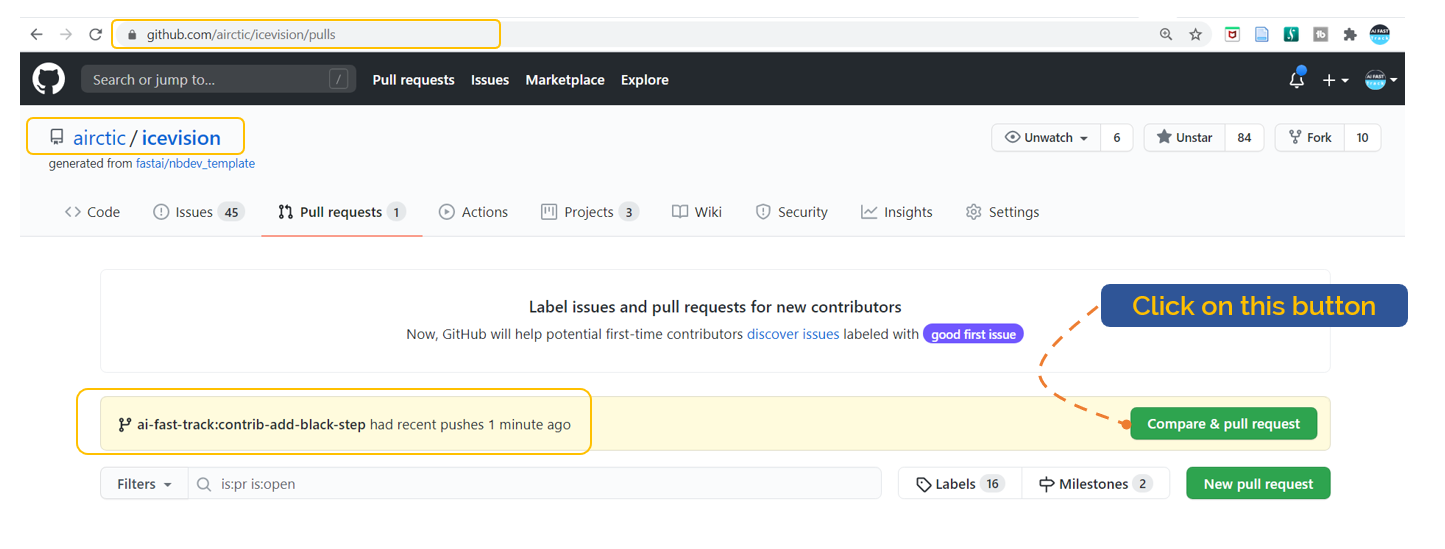 github.com/airctic/icevision/pulls
Search or jump to... /
Pull requests Issues Marketplace Explore
airctic / icevision
generated from fastai/nbdev_template
Unwatch 6 Unstar 84 Fork 10
Code Issues 45 Pull requests 1 Actions Projects 3 Wiki Security Insights Settings
Label issues and pull requests for new contributors
Now, GitHub will help potential first-time contributors discover issues labeled with good first issue
Click on this button
ai-fast-track:contrib-add-black-step had recent pushes 1 minute ago
Compare & pull request
Filters is:pr is:open Labels 16 Milestones 2 New pull request